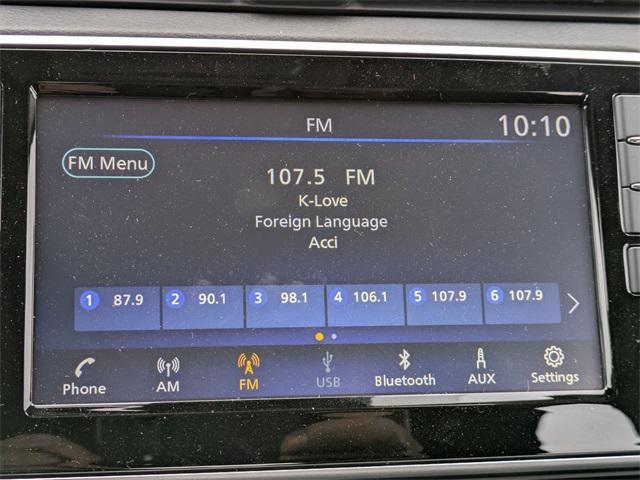 FM 10:10
FM Menu
107.5 FM
K-Love
Foreign Language
Acci
1 87.9 2 90.1 3 98.1 4 106.1 5 107.9 6 107.9
Phone AM FM USB Bluetooth AUX Settings